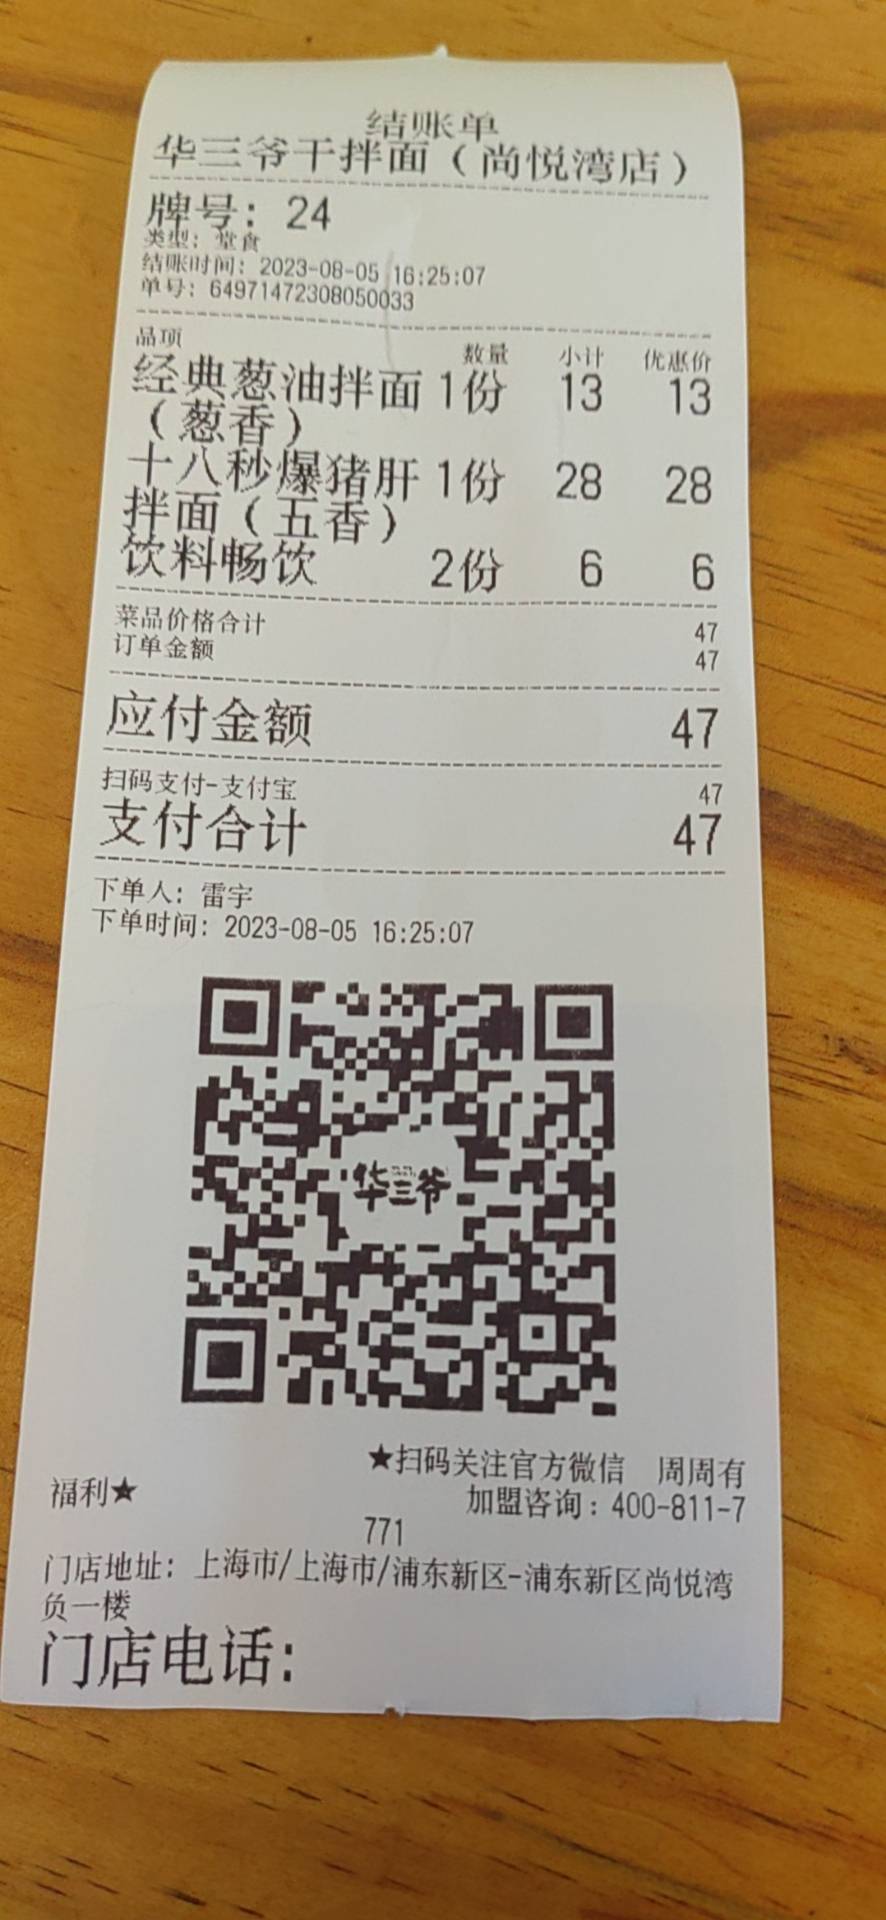 结账单
华三爷干拌面（尚悦湾店）
牌号：24
类型：堂食
结账时间：2023-08-05 16:25:07
单号：64971472308050033
品项 数量 小计 优惠价
经典葱油拌面 1份 13 13
（葱香）
十八秒爆猪肝 1份 28 28
拌面（五香）
饮料畅饮 2份 6 6
菜品价格合计 47
订单金额 47
应付金额 47
扫码支付-支付宝 47
支付合计 47
下单人：雷宇
下单时间：2023-08-05 16:25:07
华三爷
★扫码关注官方微信 周周有
福利★
加盟咨询：400-811-7
771
门店地址：上海市/上海市/浦东新区-浦东新区尚悦湾
负一楼
门店电话：